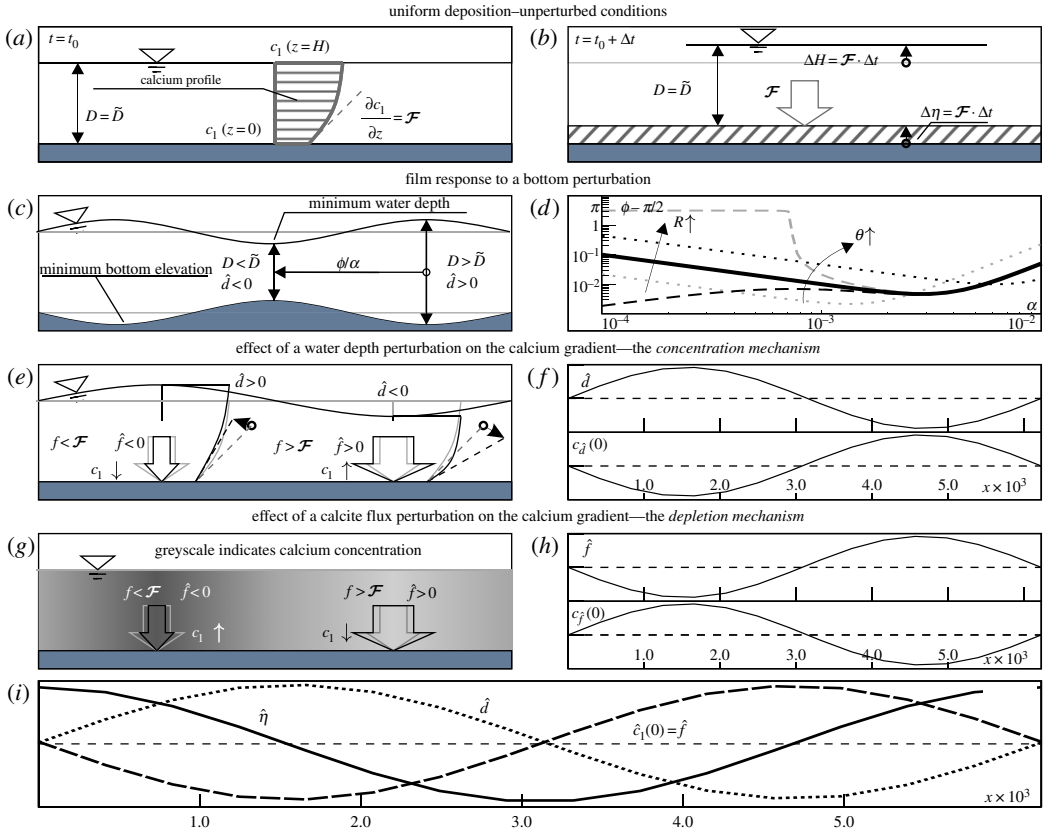 uniform deposition–unperturbed conditions
(a)
t = t₀
c₁ (z = H)
calcium profile
D = D̃
c₁ (z = 0)
∂c₁/∂z = 𝓕
(b)
t = t₀ + Δt
ΔH = 𝓕 · Δt
D = D̃
𝓕
Δη = 𝓕 · Δt
film response to a bottom perturbation
(c)
minimum water depth
minimum bottom elevation
D < D̃
d̂ < 0
ϕ/α
D > D̃
d̂ > 0
(d)
π
ϕ – π/2
1
10⁻¹
10⁻²
R↑
θ↑
α
10⁻⁴
10⁻³
10⁻²
effect of a water depth perturbation on the calcium gradient—the concentration mechanism
(e)
d̂ > 0
d̂ < 0
f < 𝓕
f̂ < 0
c₁ ↓
f > 𝓕
f̂ > 0
c₁ ↑
(f)
d̂
c_d̂(0)
1.0
2.0
3.0
4.0
5.0
x × 10³
effect of a calcite flux perturbation on the calcium gradient—the depletion mechanism
(g)
greyscale indicates calcium concentration
f < 𝓕
f̂ < 0
c₁ ↑
f > 𝓕
f̂ > 0
c₁ ↓
(h)
f̂
c_f̂(0)
1.0
2.0
3.0
4.0
5.0
x × 10³
(i)
η̂
d̂
ĉ₁(0) = f̂
x × 10³
1.0
2.0
3.0
4.0
5.0